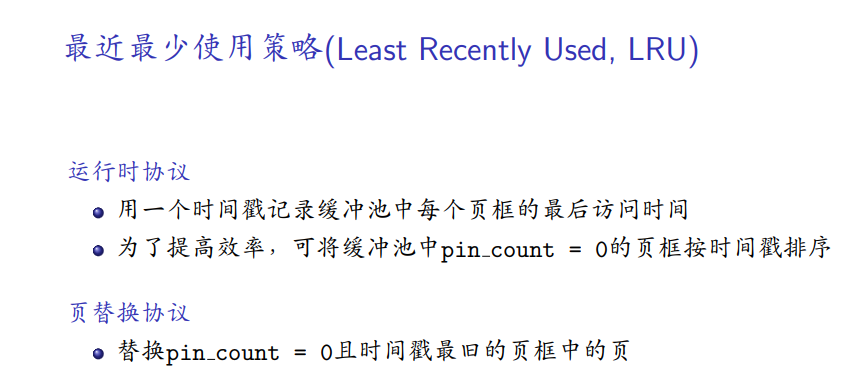 最近最少使用策略(Least Recently Used, LRU)
运行时协议
用一个时间戳记录缓冲池中每个页框的最后访问时间
为了提高效率，可将缓冲池中pin_count = 0的页框按时间戳排序
页替换协议
替换pin_count = 0且时间戳最旧的页框中的页